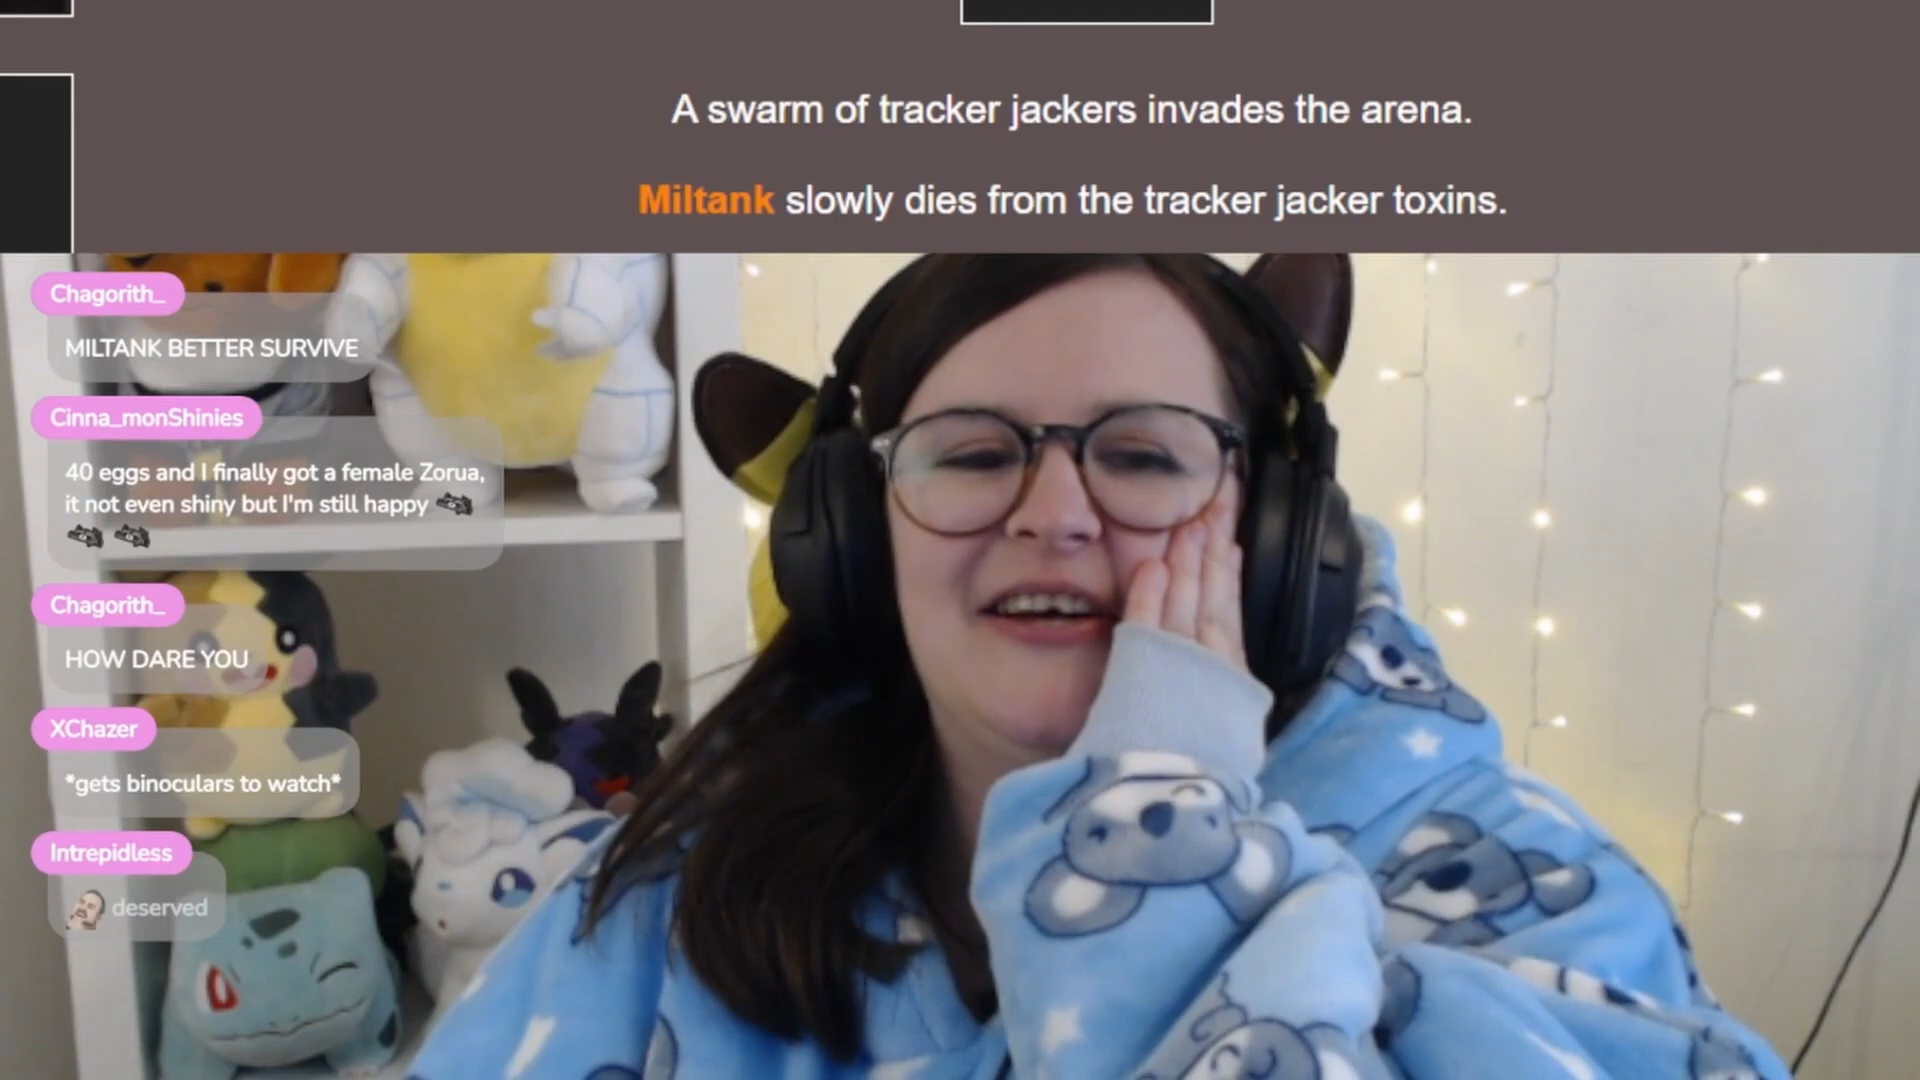 A swarm of tracker jackers invades the arena.
Miltank slowly dies from the tracker jacker toxins.
Chagorith_
MILTANK BETTER SURVIVE
Cinna_monShinies
40 eggs and I finally got a female Zorua,
it not even shiny but I'm still happy
Chagorith_
HOW DARE YOU
XChazer
*gets binoculars to watch*
Intrepidless
deserved